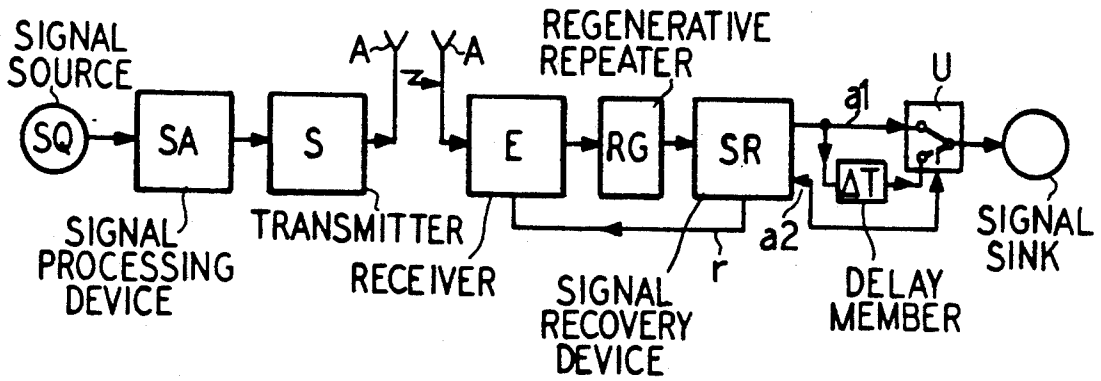 SIGNAL
SOURCE
SQ
SA
SIGNAL
PROCESSING
DEVICE
S
TRANSMITTER
A
A
E
RECEIVER
REGENERATIVE
REPEATER
RG
SR
SIGNAL
RECOVERY
DEVICE
r
a1
a2
ΔT
DELAY
MEMBER
U
SIGNAL
SINK